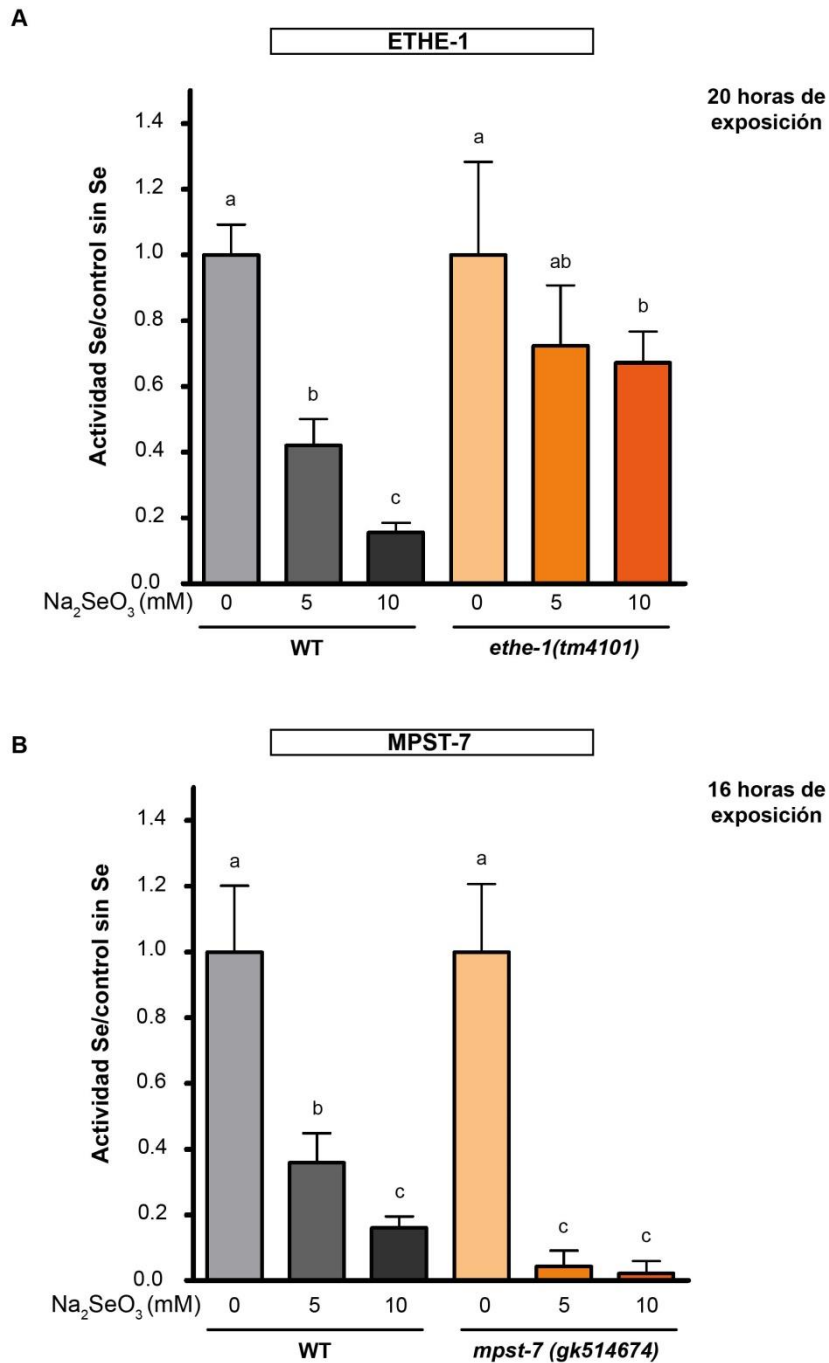 A
ETHE-1
20 horas de
exposición
Actividad Se/control sin Se
1.4
1.2
1.0
0.8
0.6
0.4
0.2
0.0
a
b
c
a
ab
b
Na₂SeO₃ (mM)
0 5 10 0 5 10
WT ethe-1(tm4101)
B
MPST-7
16 horas de
exposición
Actividad Se/control sin Se
1.4
1.2
1.0
0.8
0.6
0.4
0.2
0.0
a
b
c
a
c
c
Na₂SeO₃ (mM)
0 5 10 0 5 10
WT mpst-7 (gk514674)